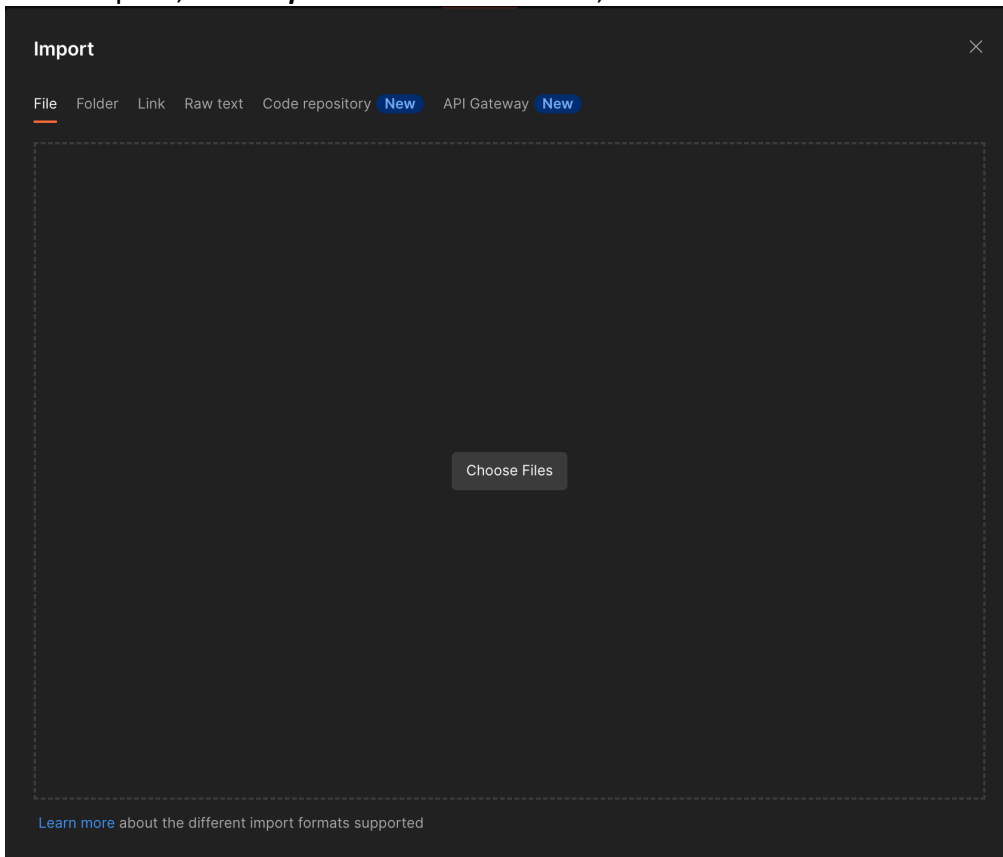 Import
File Folder Link Raw text Code repository New API Gateway New
Choose Files
Learn more about the different import formats supported